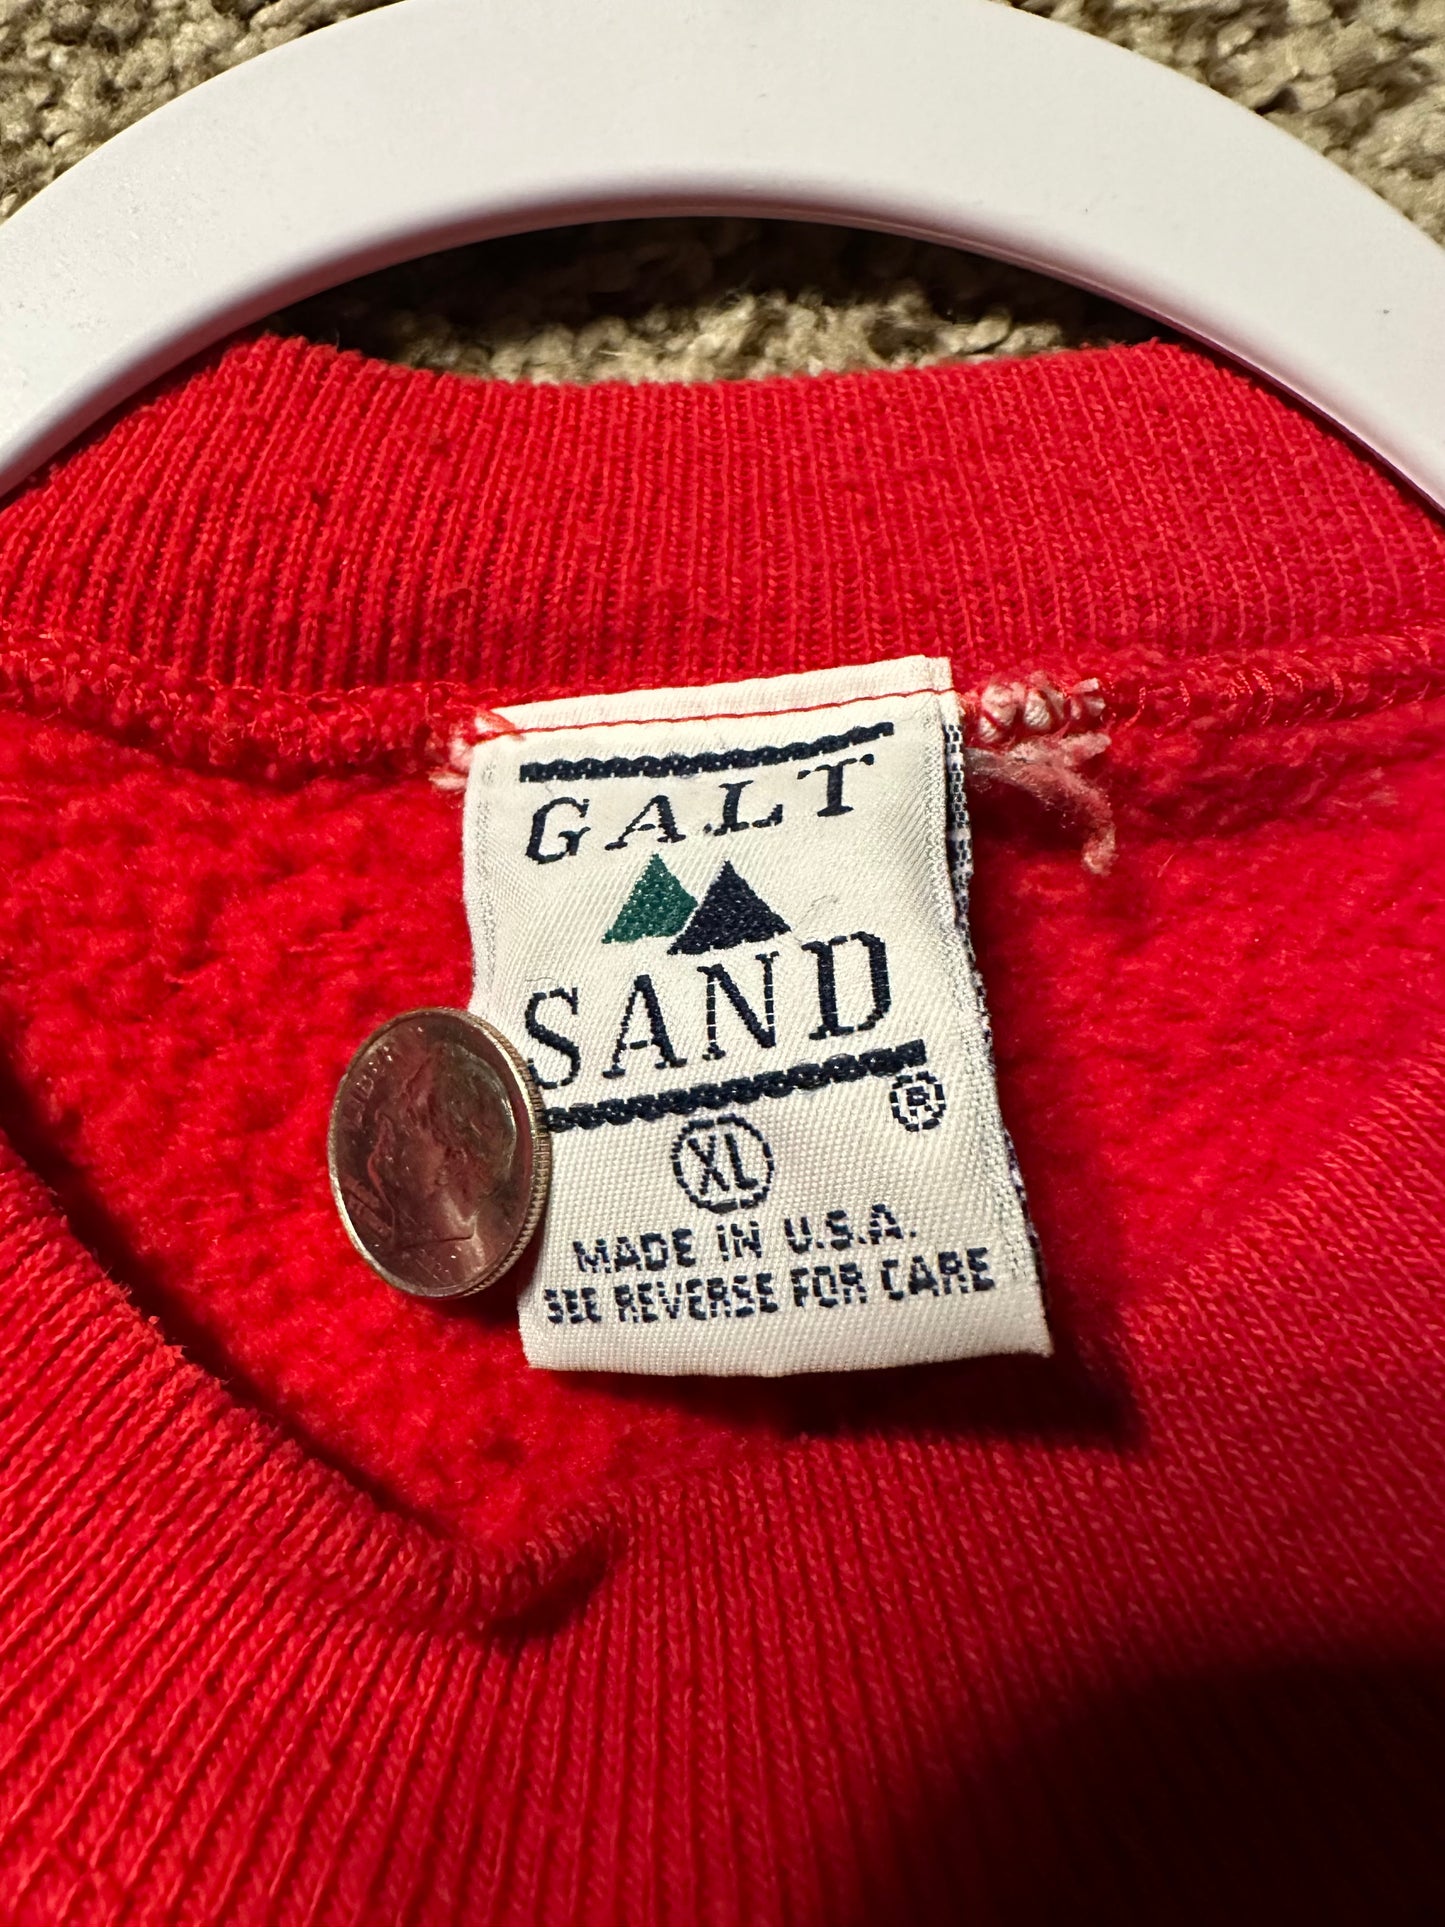 GALT
SAND
®
XL
MADE IN U.S.A.
SEE REVERSE FOR CARE